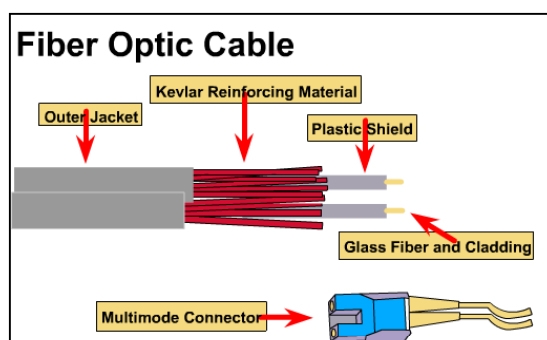 Fiber Optic Cable
Kevlar Reinforcing Material
Outer Jacket
Plastic Shield
Glass Fiber and Cladding
Multimode Connector